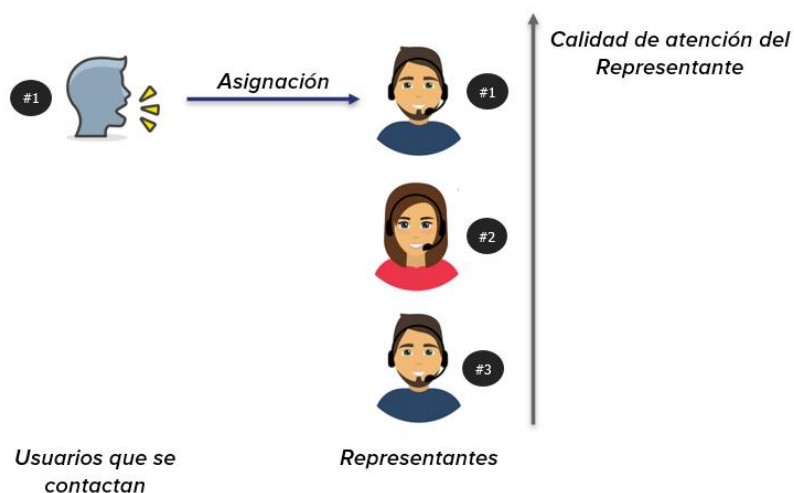 Calidad de atención del
Representante
#1
Asignación
#1
#2
#3
Usuarios que se
contactan
Representantes